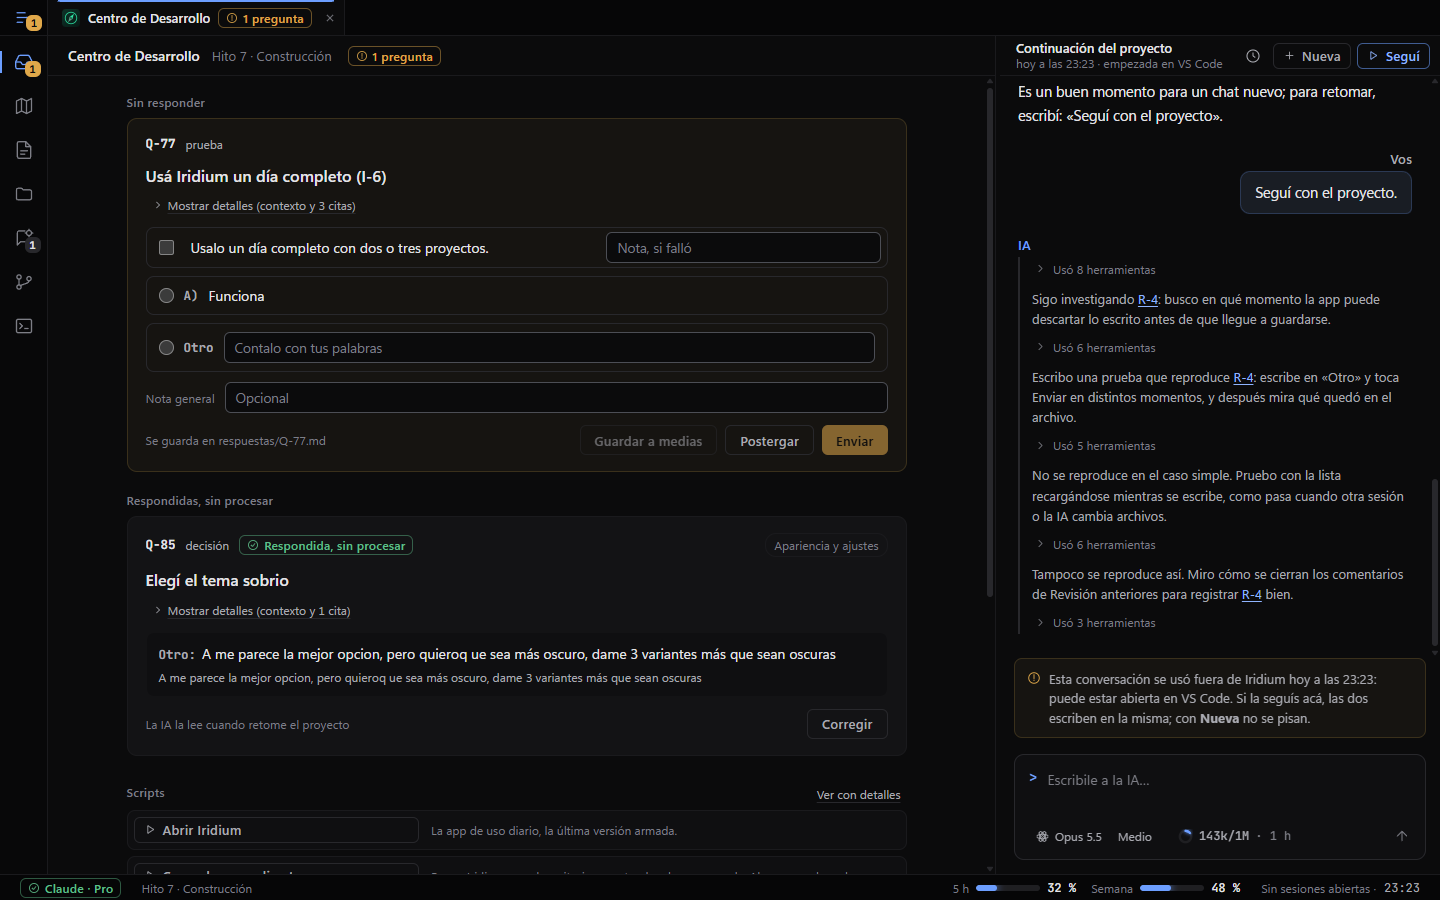 1
Centro de Desarrollo
1 pregunta
Centro de Desarrollo
Hito 7 · Construcción
1 pregunta
1
1
Sin responder
Q-77 prueba
Usá Iridium un día completo (I-6)
Mostrar detalles (contexto y 3 citas)
Usalo un día completo con dos o tres proyectos.
Nota, si falló
A) Funciona
Otro Contalo con tus palabras
Nota general Opcional
Se guarda en respuestas/Q-77.md
Guardar a medias
Postergar
Enviar
Respondidas, sin procesar
Q-85 decisión Respondida, sin procesar
Apariencia y ajustes
Elegí el tema sobrio
Mostrar detalles (contexto y 1 cita)
Otro: A me parece la mejor opcion, pero quieroq ue sea más oscuro, dame 3 variantes más que sean oscuras
A me parece la mejor opcion, pero quieroq ue sea más oscuro, dame 3 variantes más que sean oscuras
La IA la lee cuando retome el proyecto
Corregir
Scripts
Ver con detalles
Abrir Iridium
La app de uso diario, la última versión armada.
Continuación del proyecto
hoy a las 23:23 · empezada en VS Code
+ Nueva
Seguí
Es un buen momento para un chat nuevo; para retomar,
escribí: «Seguí con el proyecto».
Vos
Seguí con el proyecto.
IA
Usó 8 herramientas
Sigo investigando R-4: busco en qué momento la app puede
descartar lo escrito antes de que llegue a guardarse.
Usó 6 herramientas
Escribo una prueba que reproduce R-4: escribe en «Otro» y toca
Enviar en distintos momentos, y después mira qué quedó en el
archivo.
Usó 5 herramientas
No se reproduce en el caso simple. Pruebo con la lista
recargándose mientras se escribe, como pasa cuando otra sesión
o la IA cambia archivos.
Usó 6 herramientas
Tampoco se reproduce así. Miro cómo se cierran los comentarios
de Revisión anteriores para registrar R-4 bien.
Usó 3 herramientas
Esta conversación se usó fuera de Iridium hoy a las 23:23:
puede estar abierta en VS Code. Si la seguís acá, las dos
escriben en la misma; con Nueva no se pisan.
> Escribile a la IA...
Opus 5.5 Medio 143k/1M · 1 h
Claude · Pro
Hito 7 · Construcción
5 h 32 %
Semana 48 %
Sin sesiones abiertas ·
23:23